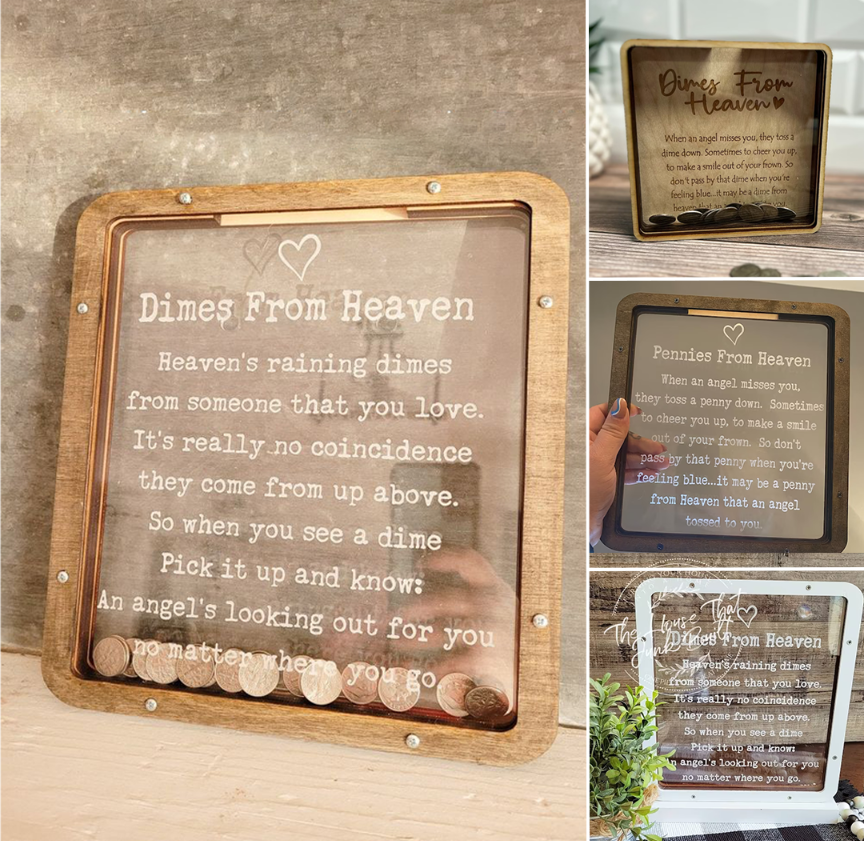 Dimes From Heaven
Heaven's raining dimes
from someone that you love.
It's really no coincidence
they come from up above.
So when you see a dime
Pick it up and know:
An angel's looking out for you
no matter where you go
Dimes From
Heaven
When an angel misses you, they toss a
dime down. Sometimes to cheer you up,
to make a smile out of your frown. So
don't pass by that dime when you're
feeling blue...it may be a dime from
heaven that an you
Pennies From Heaven
When an angel misses you,
they toss a penny down. Sometimes
to cheer you up, to make a smile
out of your frown. So don't
pass by that penny when you're
feeling blue...it may be a penny
from Heaven that an angel
tossed to you.
The House That
Dimes From Heaven
Heaven's raining dimes
from someone that you love.
It's really no coincidence
they come from up above.
So when you see a dime
Pick it up and know:
an angel's looking out for you
no matter where you go.